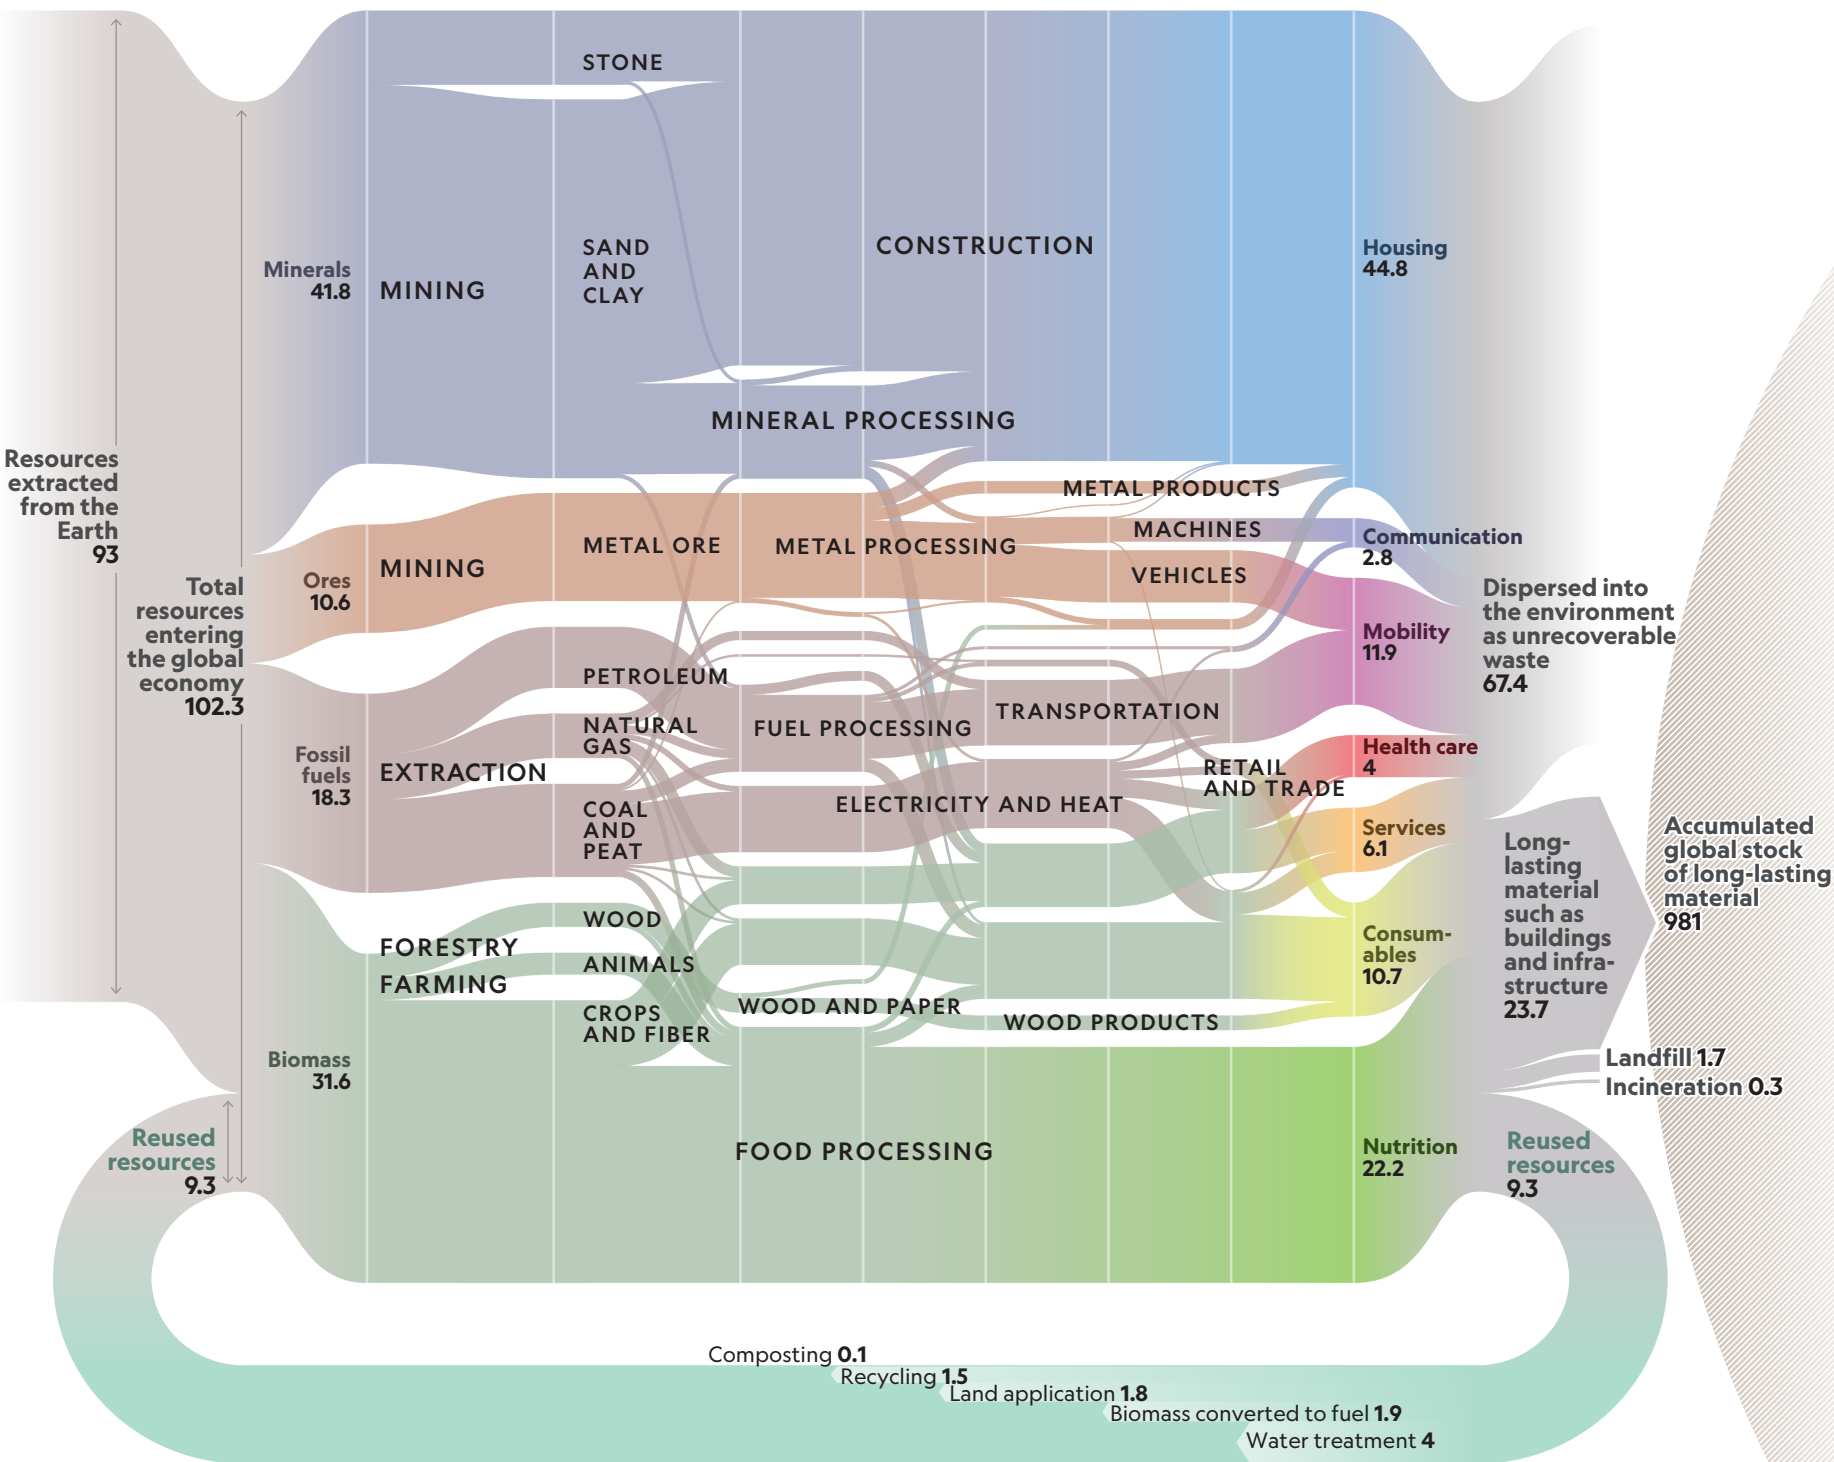 Resources
extracted
from the
Earth
93
Total
resources
entering
the global
economy
102.3
Reused
resources
9.3
Minerals
41.8
Ores
10.6
Fossil
fuels
18.3
Biomass
31.6
MINING
MINING
EXTRACTION
FORESTRY
FARMING
STONE
SAND
AND
CLAY
METAL ORE
PETROLEUM
NATURAL
GAS
COAL
AND
PEAT
WOOD
ANIMALS
CROPS
AND FIBER
CONSTRUCTION
MINERAL PROCESSING
METAL PROCESSING
FUEL PROCESSING
ELECTRICITY AND HEAT
WOOD AND PAPER
FOOD PROCESSING
METAL PRODUCTS
MACHINES
VEHICLES
TRANSPORTATION
RETAIL
AND TRADE
WOOD PRODUCTS
Housing
44.8
Communication
2.8
Mobility
11.9
Health care
4
Services
6.1
Consum-
ables
10.7
Nutrition
22.2
Dispersed into
the environment
as unrecoverable
waste
67.4
Long-
lasting
material
such as
buildings
and infra-
structure
23.7
Accumulated
global stock
of long-lasting
material
981
Landfill 1.7
Incineration 0.3
Reused
resources
9.3
Composting 0.1
Recycling 1.5
Land application 1.8
Biomass converted to fuel 1.9
Water treatment 4